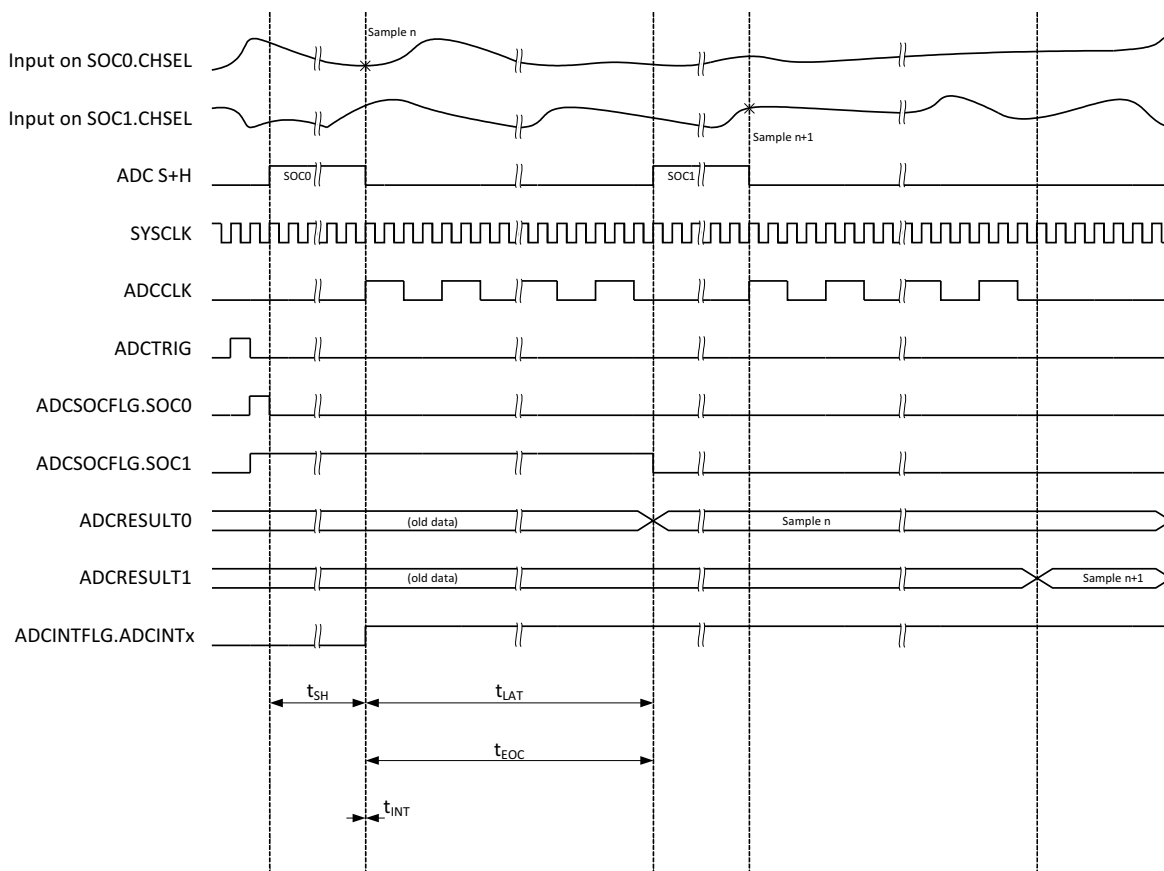 Sample n
Input on SOC0.CHSEL
Input on SOC1.CHSEL
Sample n+1
ADC S+H
SOC0
SOC1
SYSCLK
ADCCLK
ADCTRIG
ADCSOCFLG.SOC0
ADCSOCFLG.SOC1
ADCRESULT0
(old data)
Sample n
ADCRESULT1
(old data)
Sample n+1
ADCINTFLG.ADCINTx
tSH
tLAT
tEOC
tINT